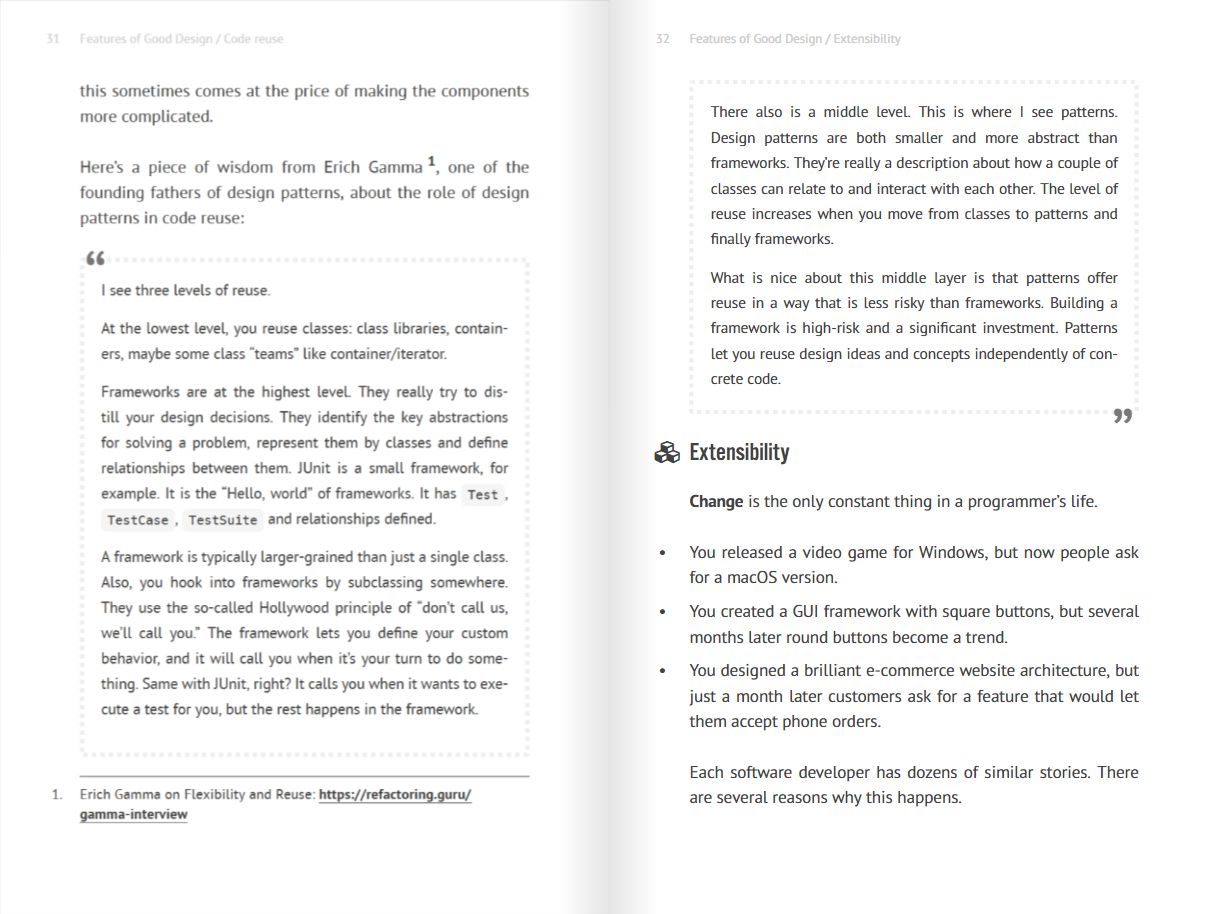 31 Features of Good Design / Code reuse
this sometimes comes at the price of making the components
more complicated.
Here's a piece of wisdom from Erich Gamma 1, one of the
founding fathers of design patterns, about the role of design
patterns in code reuse:
“
I see three levels of reuse.
At the lowest level, you reuse classes: class libraries, contain-
ers, maybe some class “teams” like container/iterator.
Frameworks are at the highest level. They really try to dis-
till your design decisions. They identify the key abstractions
for solving a problem, represent them by classes and define
relationships between them. JUnit is a small framework, for
example. It is the “Hello, world” of frameworks. It has Test ,
TestCase , TestSuite and relationships defined.
A framework is typically larger-grained than just a single class.
Also, you hook into frameworks by subclassing somewhere.
They use the so-called Hollywood principle of “don't call us,
we'll call you.” The framework lets you define your custom
behavior, and it will call you when it's your turn to do some-
thing. Same with JUnit, right? It calls you when it wants to exe-
cute a test for you, but the rest happens in the framework.
1. Erich Gamma on Flexibility and Reuse: https://refactoring.guru/
gamma-interview
32 Features of Good Design / Extensibility
There also is a middle level. This is where I see patterns.
Design patterns are both smaller and more abstract than
frameworks. They're really a description about how a couple of
classes can relate to and interact with each other. The level of
reuse increases when you move from classes to patterns and
finally frameworks.
What is nice about this middle layer is that patterns offer
reuse in a way that is less risky than frameworks. Building a
framework is high-risk and a significant investment. Patterns
let you reuse design ideas and concepts independently of con-
crete code.
”
Extensibility
Change is the only constant thing in a programmer's life.
• You released a video game for Windows, but now people ask
for a macOS version.
• You created a GUI framework with square buttons, but several
months later round buttons become a trend.
• You designed a brilliant e-commerce website architecture, but
just a month later customers ask for a feature that would let
them accept phone orders.
Each software developer has dozens of similar stories. There
are several reasons why this happens.